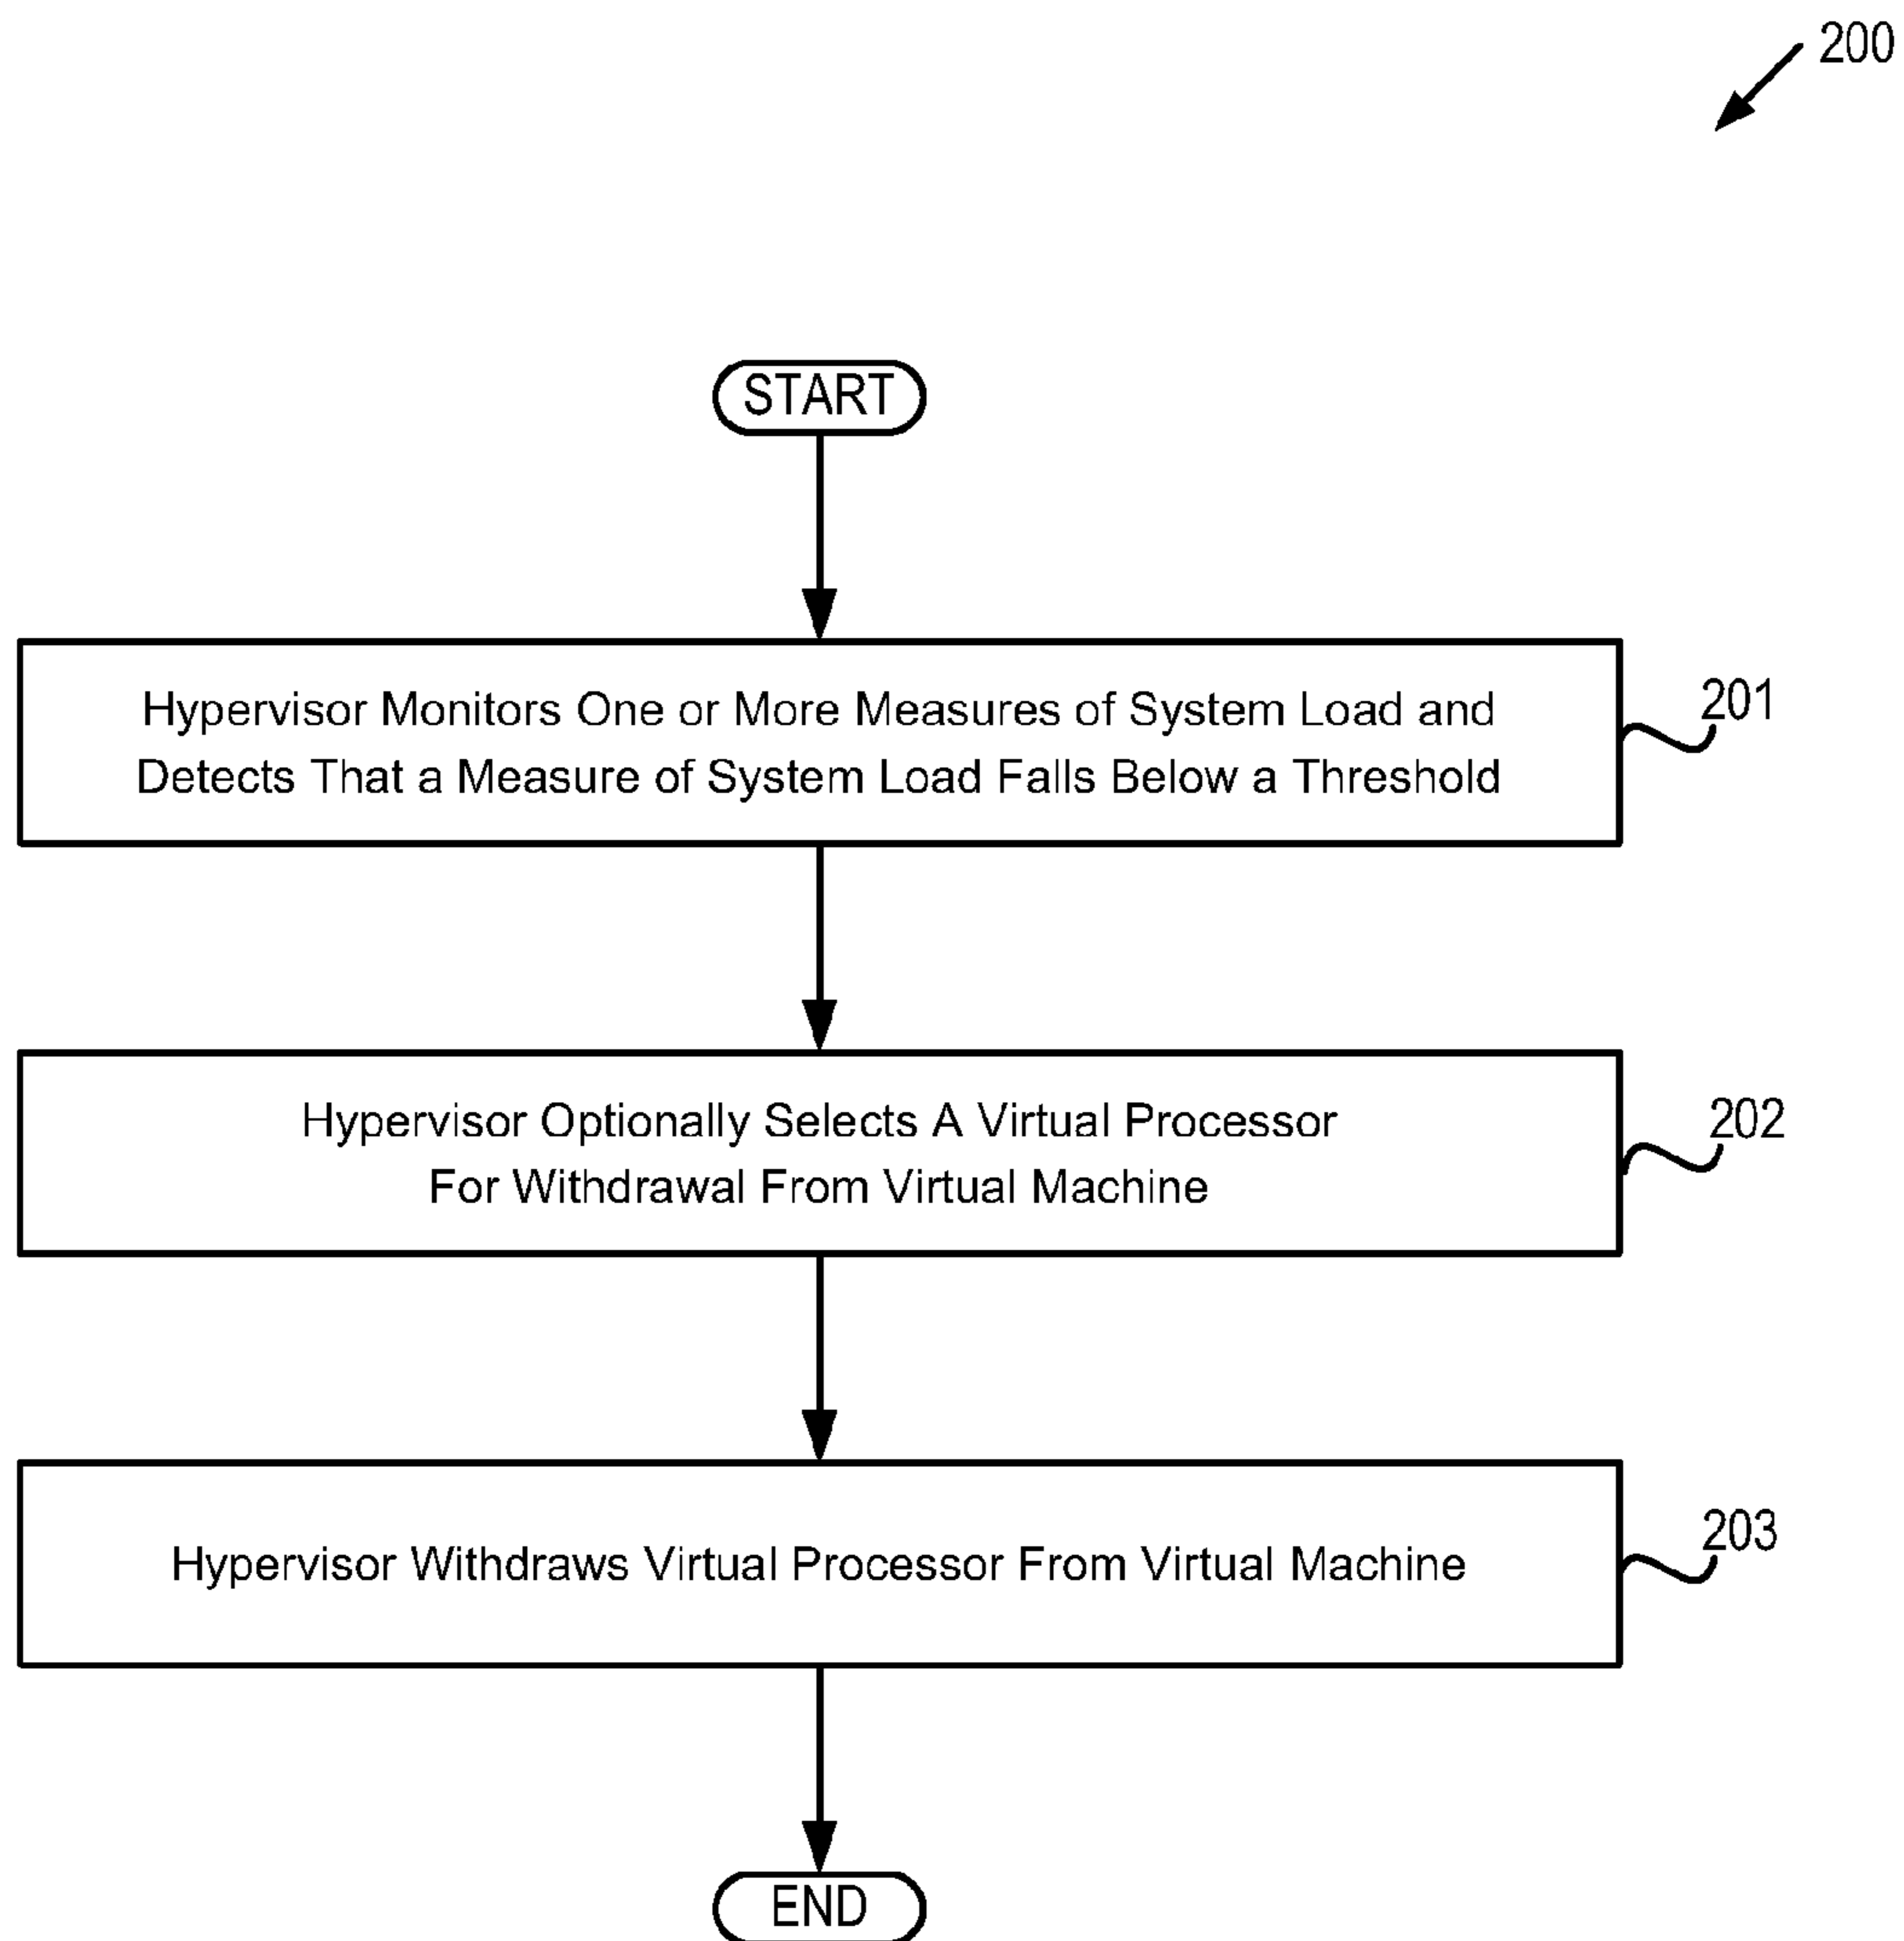 200
START
Hypervisor Monitors One or More Measures of System Load and
Detects That a Measure of System Load Falls Below a Threshold
201
Hypervisor Optionally Selects A Virtual Processor
For Withdrawal From Virtual Machine
202
Hypervisor Withdraws Virtual Processor From Virtual Machine
203
END